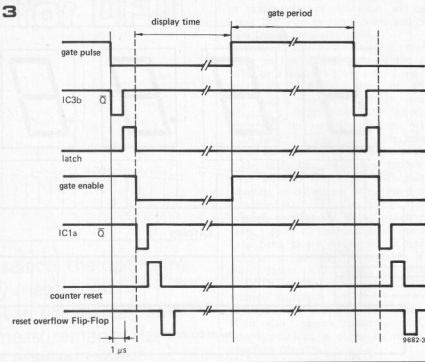 3
display time
gate period
gate pulse
IC3b Q̅
latch
gate enable
IC1a Q̅
counter reset
reset overflow Flip-Flop
1 μs
9682-3